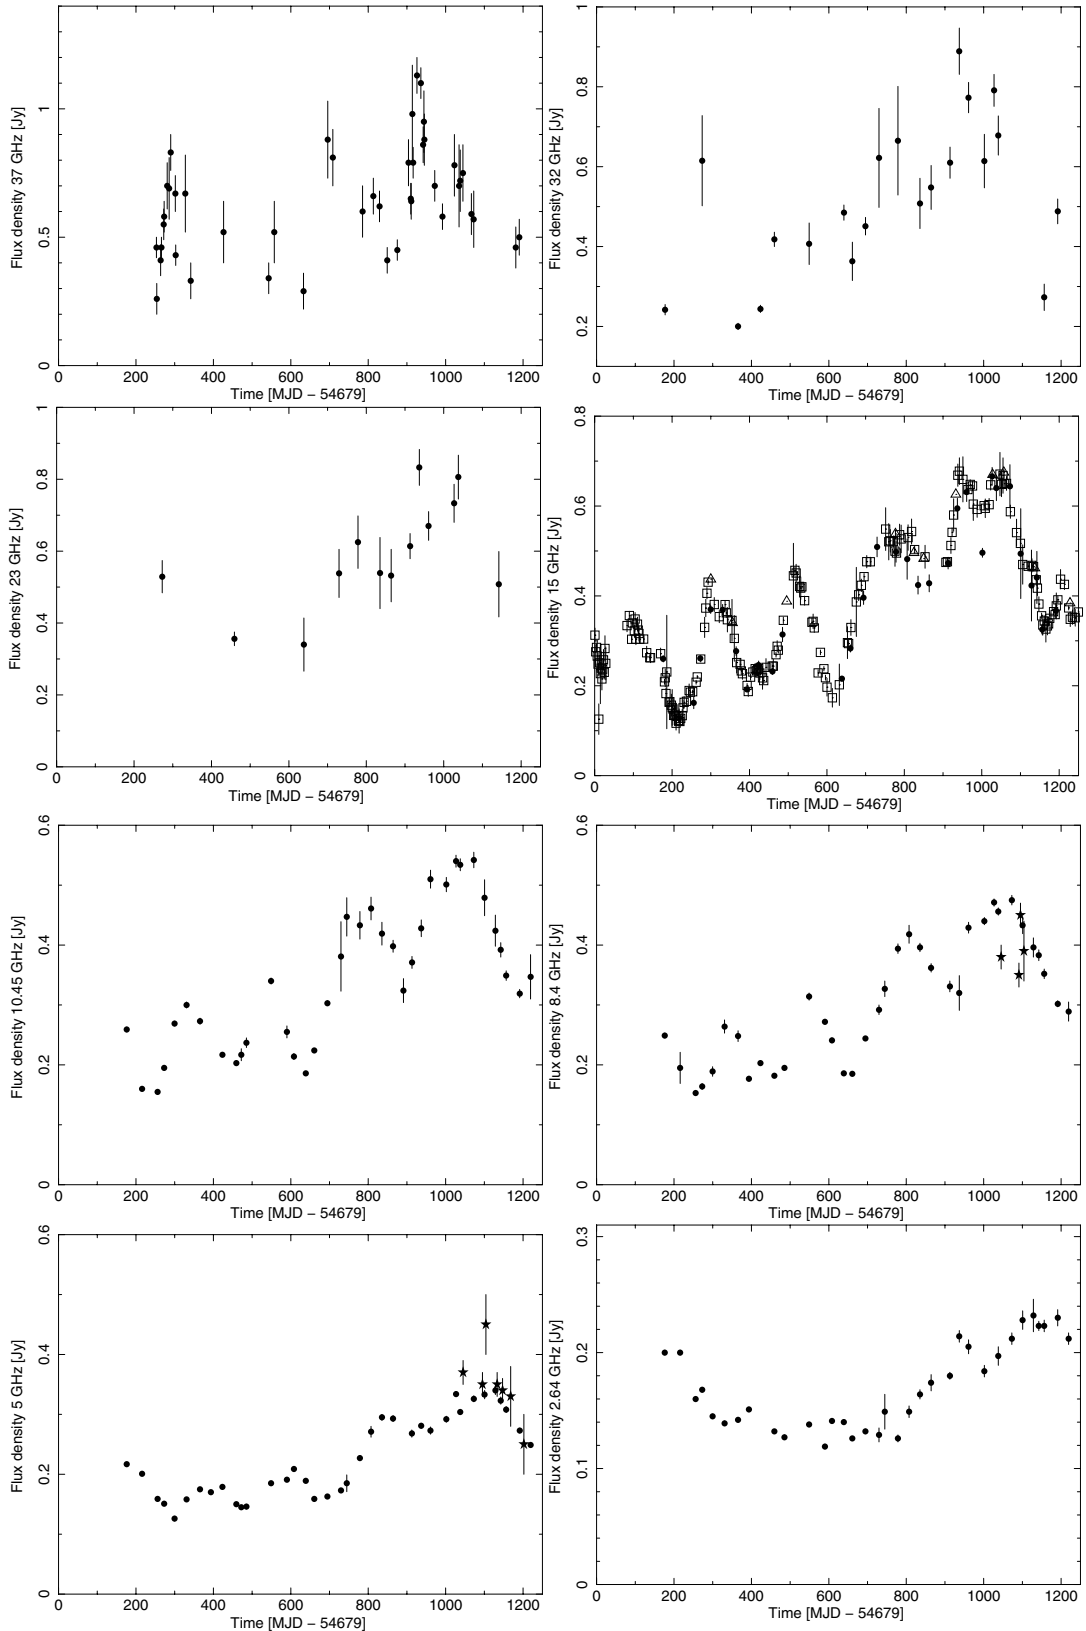 Flux density 37 GHz [Jy]
1
0.5
0
0 200 400 600 800 1000 1200
Time [MJD − 54679]
Flux density 32 GHz [Jy]
1
0.8
0.6
0.4
0.2
0 200 400 600 800 1000 1200
Time [MJD − 54679]
Flux density 23 GHz [Jy]
1
0.8
0.6
0.4
0.2
0
0 200 400 600 800 1000 1200
Time [MJD − 54679]
Flux density 15 GHz [Jy]
0.8
0.6
0.4
0.2
0
0 200 400 600 800 1000 1200
Time [MJD − 54679]
Flux density 10.45 GHz [Jy]
0.6
0.4
0.2
0
0 200 400 600 800 1000 1200
Time [MJD − 54679]
Flux density 8.4 GHz [Jy]
0.6
0.4
0.2
0
0 200 400 600 800 1000 1200
Time [MJD − 54679]
Flux density 5 GHz [Jy]
0.6
0.4
0.2
0
0 200 400 600 800 1000 1200
Time [MJD − 54679]
Flux density 2.64 GHz [Jy]
0.3
0.2
0.1
0
0 200 400 600 800 1000 1200
Time [MJD − 54679]